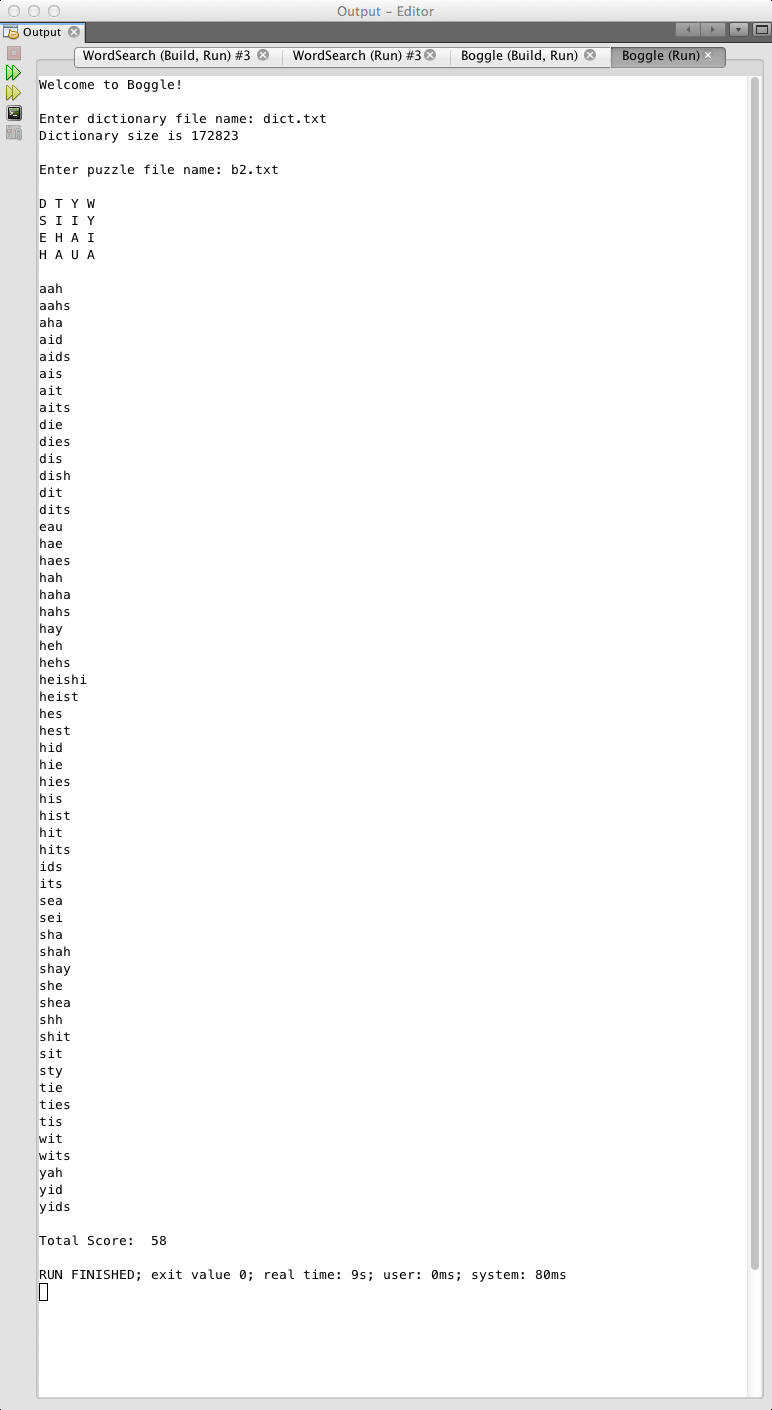 Output – Editor
Output
WordSearch (Build, Run) #3 WordSearch (Run) #3 Boggle (Build, Run) Boggle (Run)
Welcome to Boggle!
Enter dictionary file name: dict.txt
Dictionary size is 172823
Enter puzzle file name: b2.txt
D T Y W
S I I Y
E H A I
H A U A
aah
aahs
aha
aid
aids
ais
ait
aits
die
dies
dis
dish
dit
dits
eau
hae
haes
hah
haha
hahs
hay
heh
hehs
heishi
heist
hes
hest
hid
hie
hies
his
hist
hit
hits
ids
its
sea
sei
sha
shah
shay
she
shea
shh
shit
sit
sty
tie
ties
tis
wit
wits
yah
yid
yids
Total Score:  58
RUN FINISHED; exit value 0; real time: 9s; user: 0ms; system: 80ms